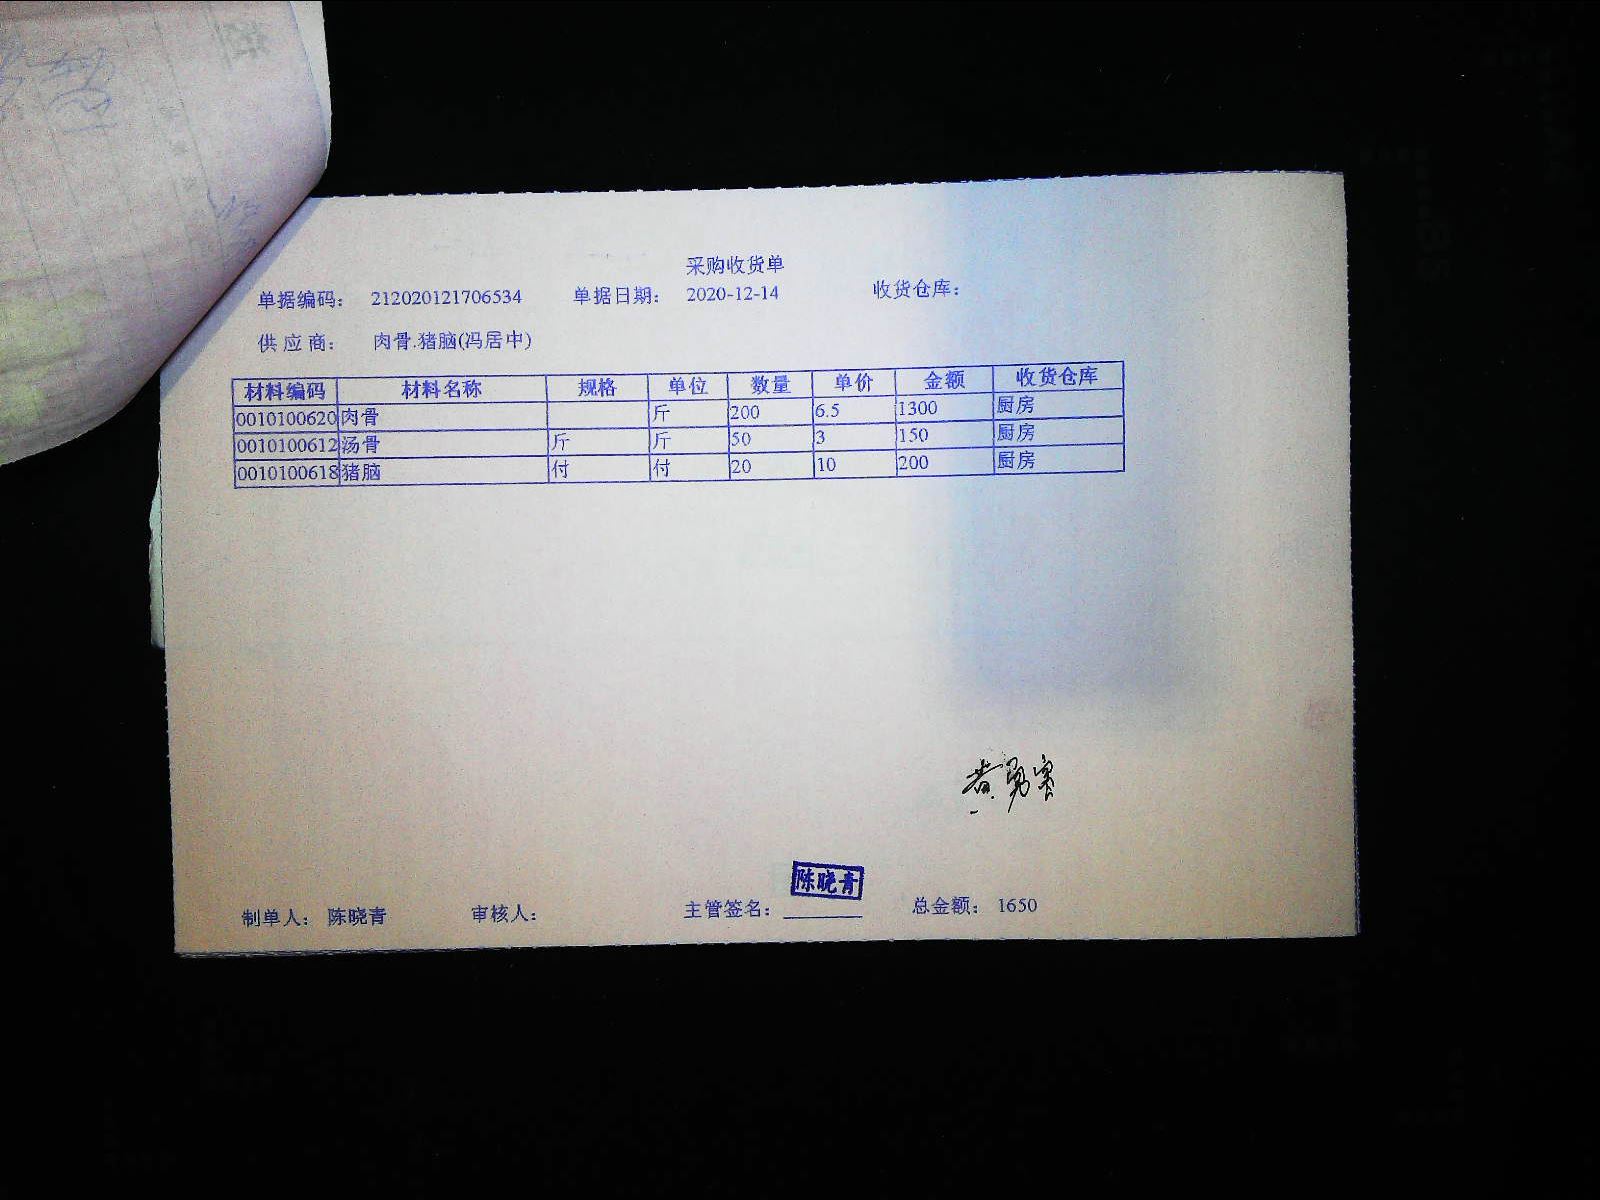 采购收货单
单据编码： 212020121706534 单据日期： 2020-12-14 收货仓库：
供应商： 肉骨.猪脑(冯居中)
材料编码 材料名称 规格 单位 数量 单价 金额 收货仓库
0010100620 肉骨 斤 200 6.5 1300 厨房
0010100612 汤骨 斤 斤 50 3 150 厨房
0010100618 猪脑 付 付 20 10 200 厨房
陈晓青
制单人： 陈晓青 审核人： 主管签名： 总金额： 1650